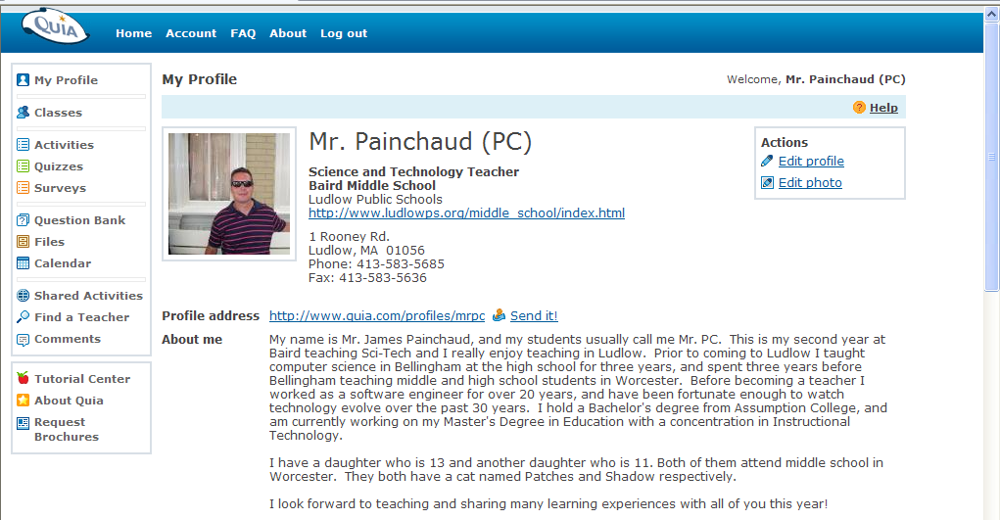 QUIA
Home Account FAQ About Log out
My Profile
Classes
Activities
Quizzes
Surveys
Question Bank
Files
Calendar
Shared Activities
Find a Teacher
Comments
Tutorial Center
About Quia
Request
Brochures
My Profile
Welcome, Mr. Painchaud (PC)
? Help
Mr. Painchaud (PC)
Science and Technology Teacher
Baird Middle School
Ludlow Public Schools
http://www.ludlowps.org/middle_school/index.html
1 Rooney Rd.
Ludlow, MA 01056
Phone: 413-583-5685
Fax: 413-583-5636
Actions
Edit profile
Edit photo
Profile address http://www.quia.com/profiles/mrpc Send it!
About me
My name is Mr. James Painchaud, and my students usually call me Mr. PC. This is my second year at
Baird teaching Sci-Tech and I really enjoy teaching in Ludlow. Prior to coming to Ludlow I taught
computer science in Bellingham at the high school for three years, and spent three years before
Bellingham teaching middle and high school students in Worcester. Before becoming a teacher I
worked as a software engineer for over 20 years, and have been fortunate enough to watch
technology evolve over the past 30 years. I hold a Bachelor's degree from Assumption College, and
am currently working on my Master's Degree in Education with a concentration in Instructional
Technology.
I have a daughter who is 13 and another daughter who is 11. Both of them attend middle school in
Worcester. They both have a cat named Patches and Shadow respectively.
I look forward to teaching and sharing many learning experiences with all of you this year!